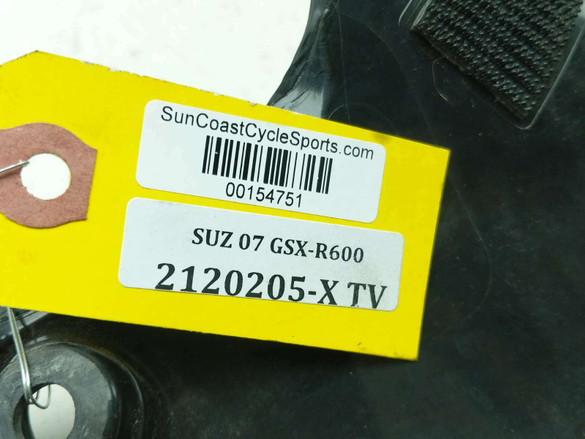 SunCoastCycleSports.com
00154751
SUZ 07 GSX-R600
2120205-X TV